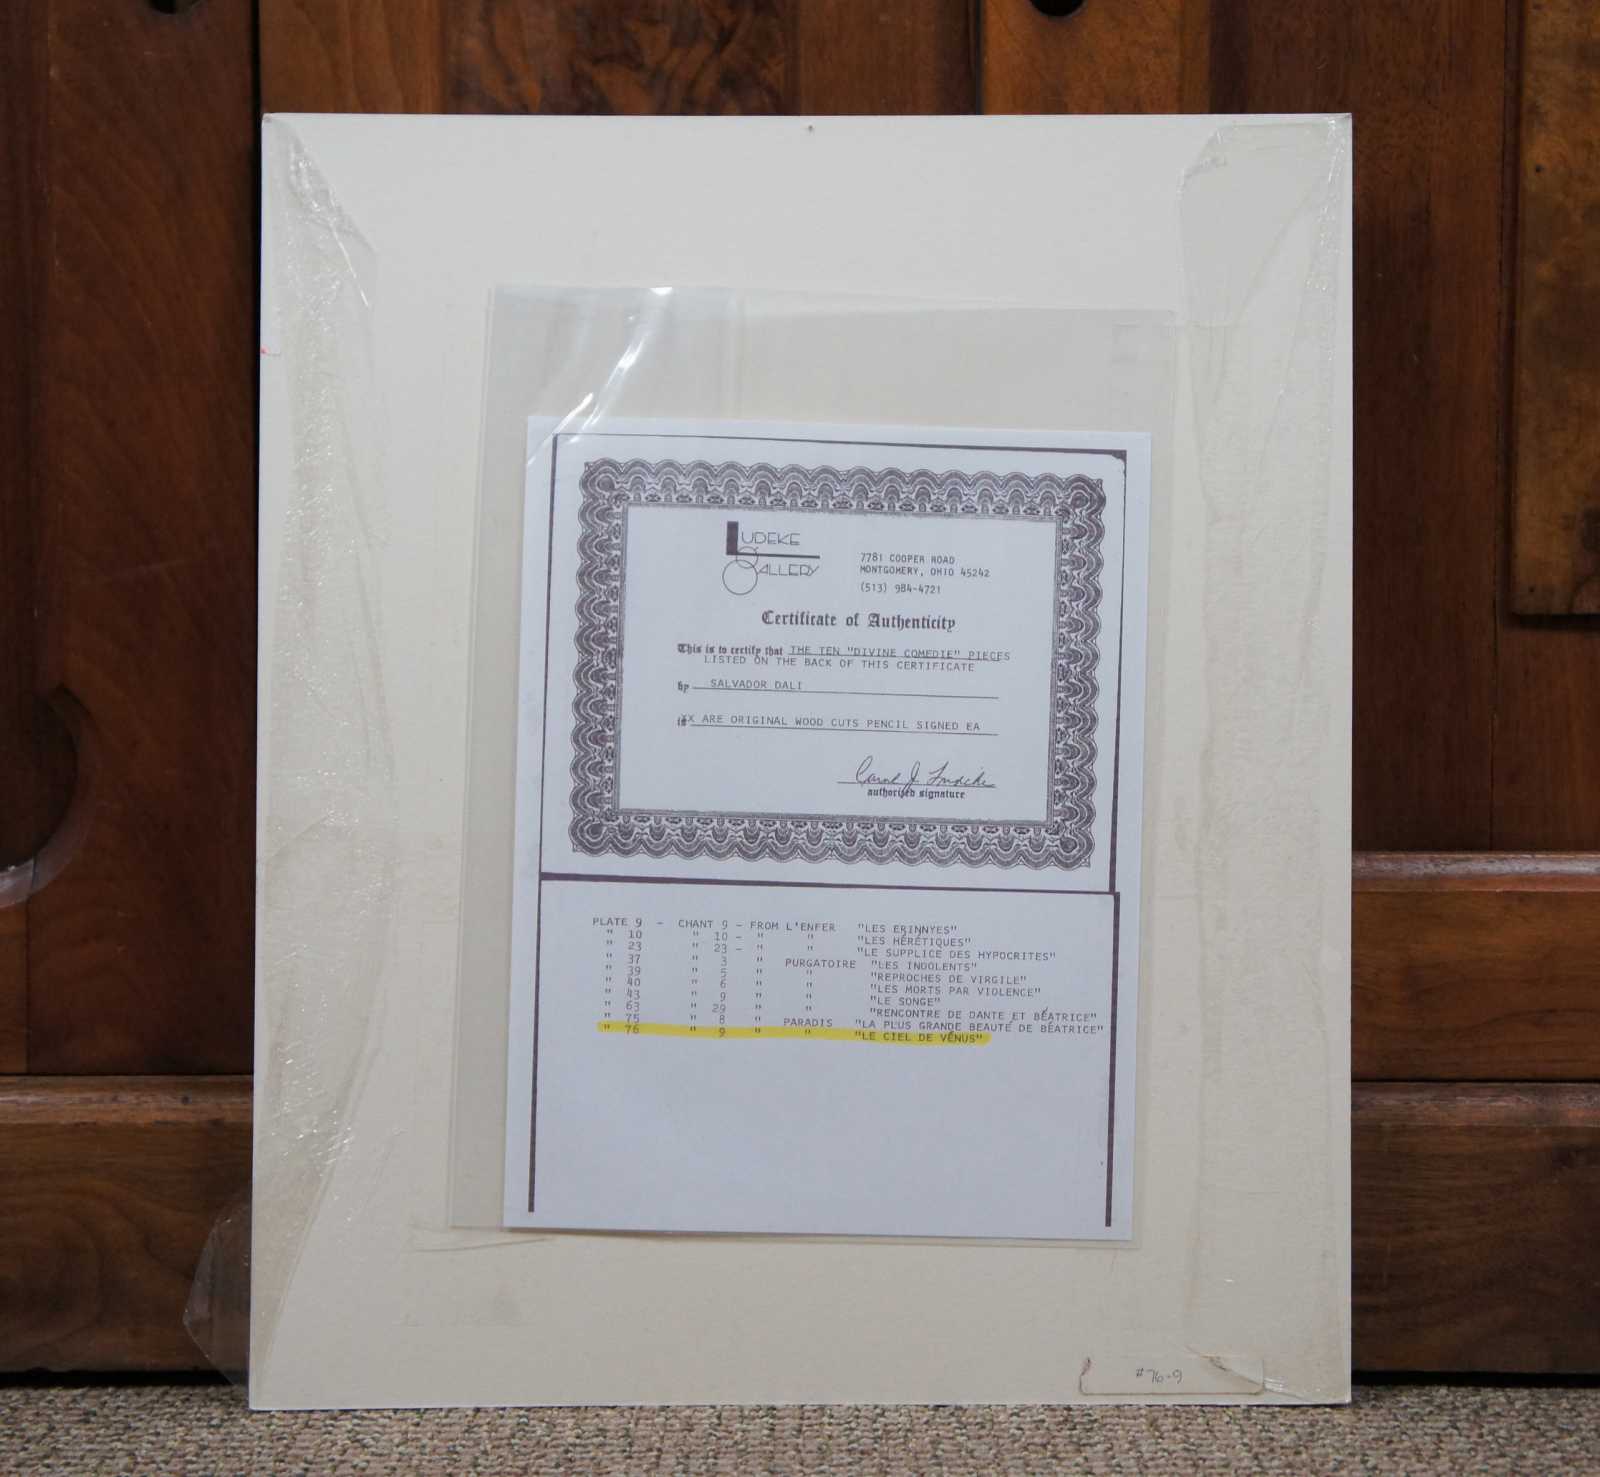 LUDEKE
GALLERY
7781 COOPER ROAD
MONTGOMERY, OHIO 45242
(513) 984-4721
Certificate of Authenticity
This is to certify that THE TEN "DIVINE COMEDIE" PIECES
LISTED ON THE BACK OF THIS CERTIFICATE
by SALVADOR DALI
is ARE ORIGINAL WOOD CUTS PENCIL SIGNED EA
Carol J. Ludeke
authorized signature
PLATE 9 - CHANT 9 - FROM L'ENFER "LES ERINNYES"
" 10 " 10 - " " "LES HÉRÉTIQUES"
" 23 " 23 - " " "LE SUPPLICE DES HYPOCRITES"
" 37 " 3 " PURGATOIRE "LES INDOLENTS"
" 39 " 5 " " "REPROCHES DE VIRGILE"
" 40 " 6 " " "LES MORTS PAR VIOLENCE"
" 43 " 9 " " "LE SONGE"
" 63 " 29 " " "RENCONTRE DE DANTE ET BÉATRICE"
" 75 " 8 " PARADIS "LA PLUS GRANDE BEAUTÉ DE BÉATRICE"
" 76 " 9 " " "LE CIEL DE VÉNUS"
#76-9